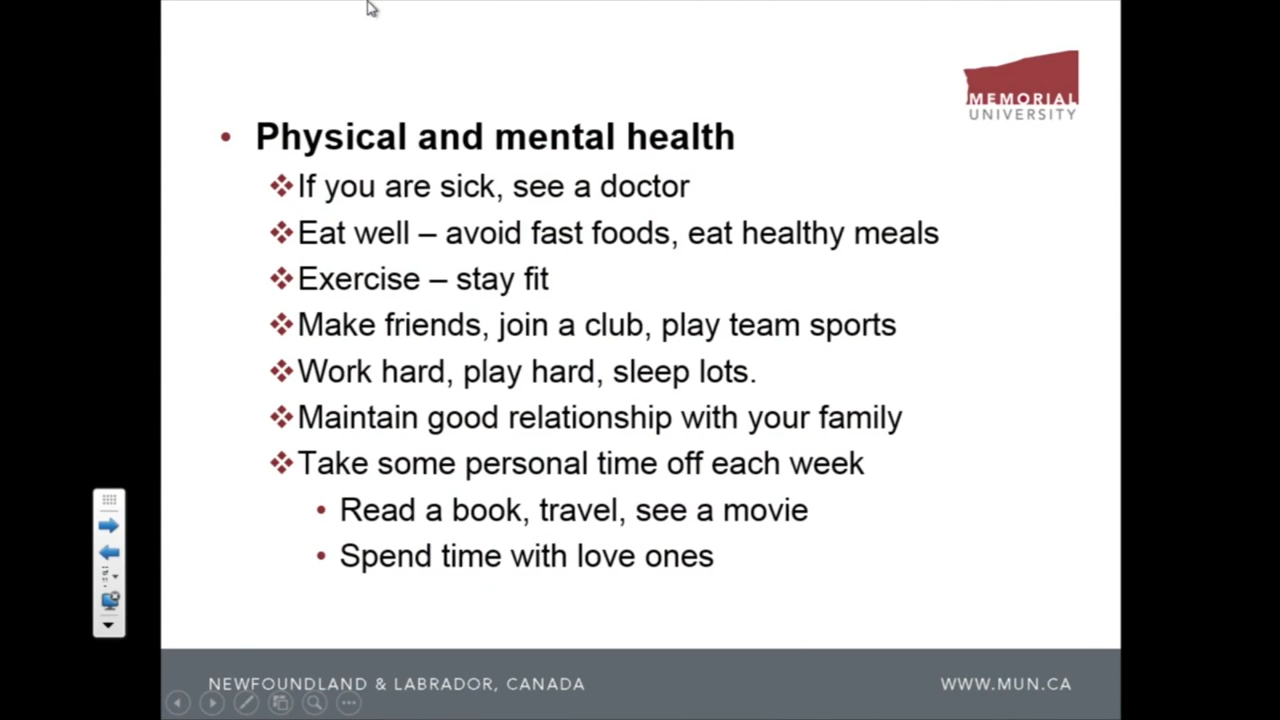 MEMORIAL
UNIVERSITY
• Physical and mental health
❖If you are sick, see a doctor
❖Eat well – avoid fast foods, eat healthy meals
❖Exercise – stay fit
❖Make friends, join a club, play team sports
❖Work hard, play hard, sleep lots.
❖Maintain good relationship with your family
❖Take some personal time off each week
• Read a book, travel, see a movie
• Spend time with love ones
NEWFOUNDLAND & LABRADOR, CANADA
WWW.MUN.CA